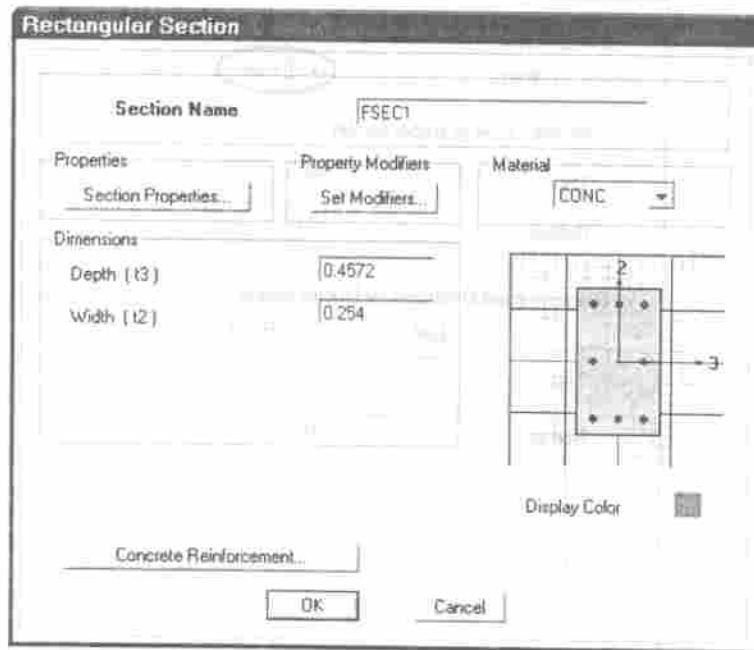 Rectangular Section
Section Name
FSEC1
Properties
Section Properties...
Property Modifiers
Set Modifiers...
Material
CONC
Dimensions
Depth ( t3 )
0.4572
Width ( t2 )
0.254
2
3
Display Color
Concrete Reinforcement...
OK
Cancel